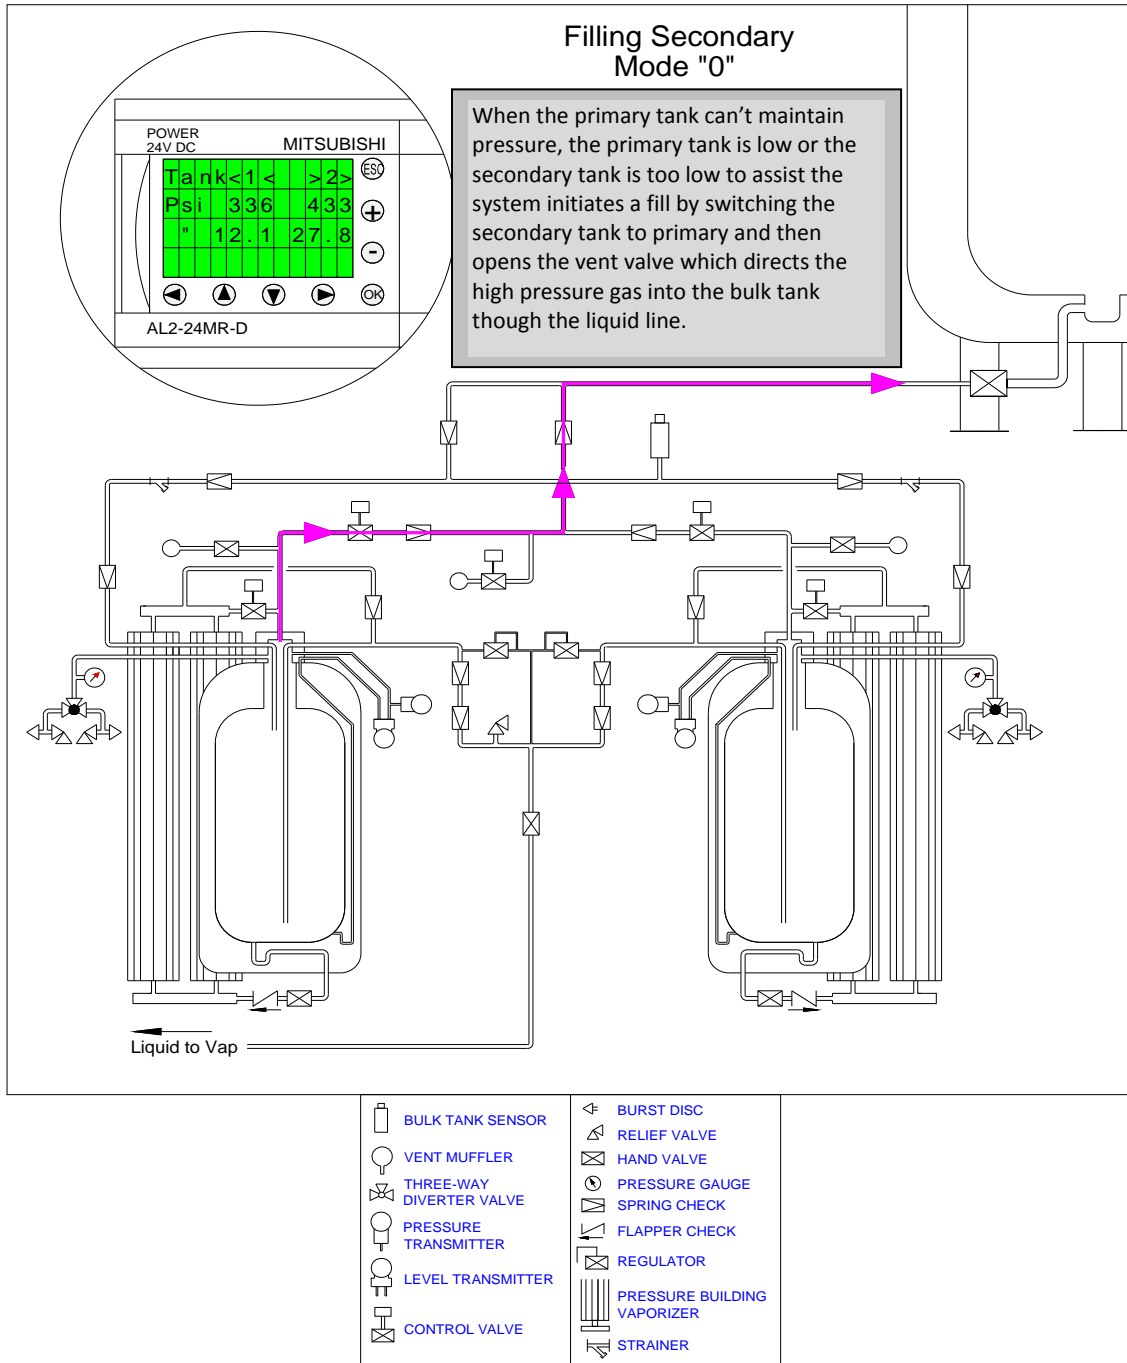 Filling Secondary
Mode "0"
When the primary tank can’t maintain
pressure, the primary tank is low or the
secondary tank is too low to assist the
system initiates a fill by switching the
secondary tank to primary and then
opens the vent valve which directs the
high pressure gas into the bulk tank
though the liquid line.
POWER
24V DC
MITSUBISHI
Tank<1< >2>
Psi 336 433
" 12.1 27.8
ESC
+
-
OK
AL2-24MR-D
Liquid to Vap
BULK TANK SENSOR
VENT MUFFLER
THREE-WAY
DIVERTER VALVE
PRESSURE
TRANSMITTER
LEVEL TRANSMITTER
CONTROL VALVE
BURST DISC
RELIEF VALVE
HAND VALVE
PRESSURE GAUGE
SPRING CHECK
FLAPPER CHECK
REGULATOR
PRESSURE BUILDING
VAPORIZER
STRAINER